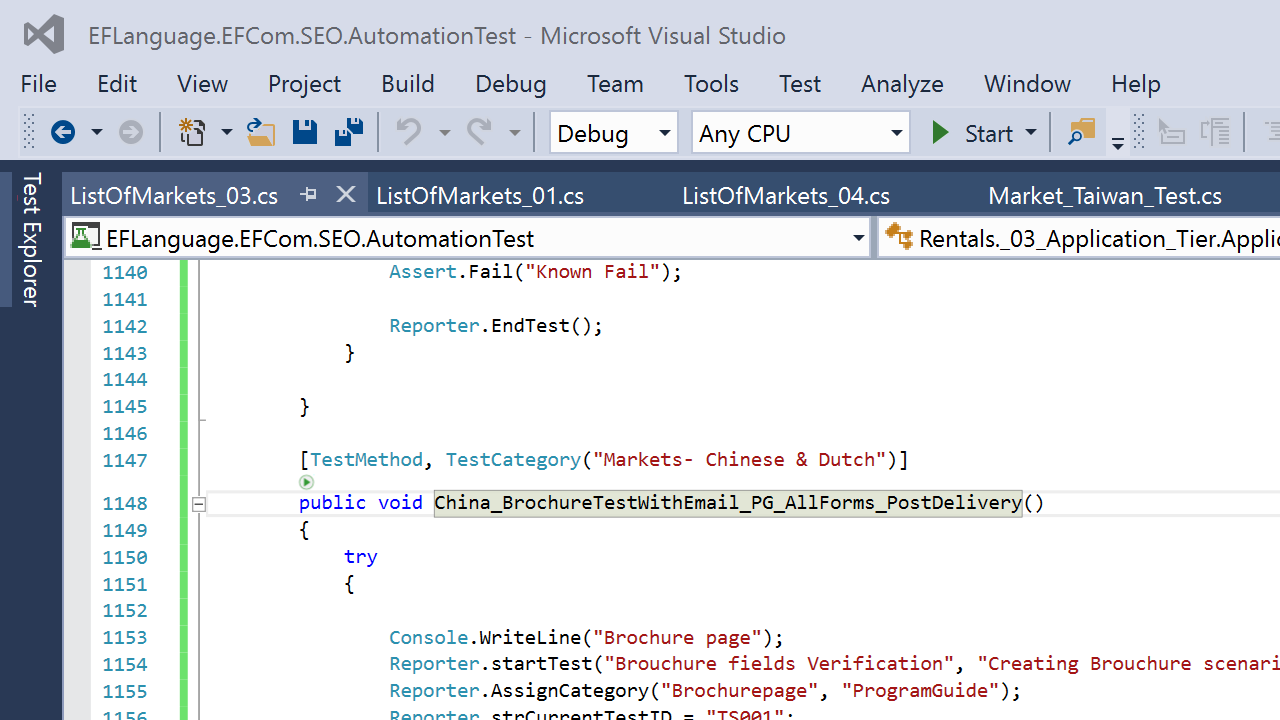 EFLanguage.EFCom.SEO.AutomationTest - Microsoft Visual Studio
File Edit View Project Build Debug Team Tools Test Analyze Window Help
Debug Any CPU Start
Test Explorer
ListOfMarkets_03.cs ListOfMarkets_01.cs ListOfMarkets_04.cs Market_Taiwan_Test.cs
EFLanguage.EFCom.SEO.AutomationTest Rentals._03_Application_Tier.Applic
1140 Assert.Fail("Known Fail");
1141
1142 Reporter.EndTest();
1143 }
1144
1145 }
1146
1147 [TestMethod, TestCategory("Markets- Chinese & Dutch")]
1148 public void China_BrochureTestWithEmail_PG_AllForms_PostDelivery()
1149 {
1150 try
1151 {
1152
1153 Console.WriteLine("Brochure page");
1154 Reporter.startTest("Brouchure fields Verification", "Creating Brouchure scenari
1155 Reporter.AssignCategory("Brochurepage", "ProgramGuide");
1156 Reporter.strCurrentTestID = "TS001";